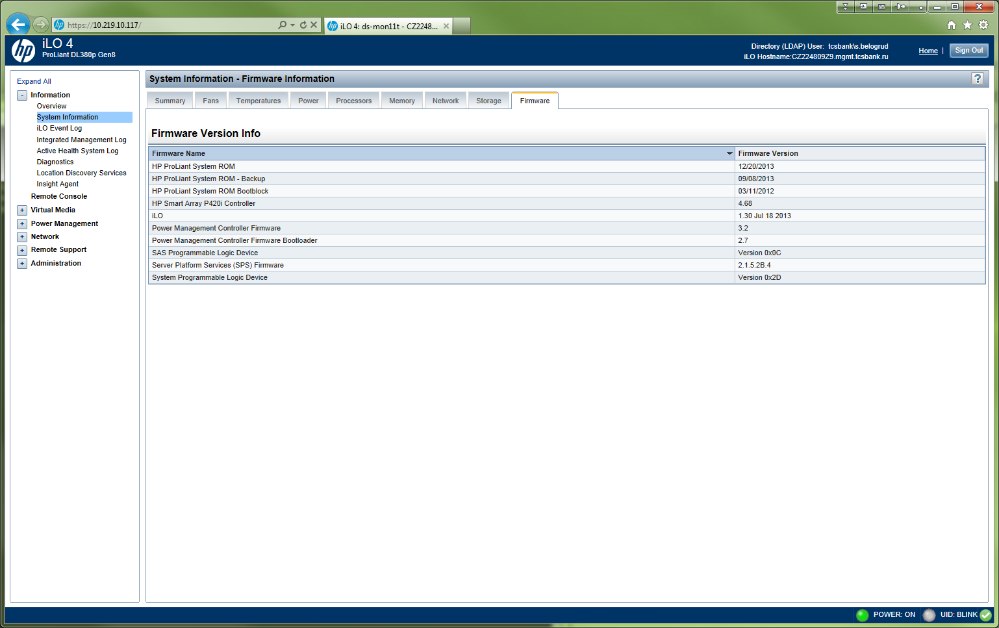 https://10.219.10.117/
iLO 4: ds-mon11t - CZ2248...
hp
iLO 4
ProLiant DL380p Gen8
Directory (LDAP) User: tcsbank\s.belogrud
iLO Hostname:CZ224809Z9.mgmt.tcsbank.ru
Home | Sign Out
Expand All
Information
Overview
System Information
iLO Event Log
Integrated Management Log
Active Health System Log
Diagnostics
Location Discovery Services
Insight Agent
Remote Console
Virtual Media
Power Management
Network
Remote Support
Administration
System Information - Firmware Information
?
Summary Fans Temperatures Power Processors Memory Network Storage Firmware
Firmware Version Info
Firmware Name Firmware Version
HP ProLiant System ROM 12/20/2013
HP ProLiant System ROM - Backup 09/08/2013
HP ProLiant System ROM Bootblock 03/11/2012
HP Smart Array P420i Controller 4.68
iLO 1.30 Jul 18 2013
Power Management Controller Firmware 3.2
Power Management Controller Firmware Bootloader 2.7
SAS Programmable Logic Device Version 0x0C
Server Platform Services (SPS) Firmware 2.1.5.2B.4
System Programmable Logic Device Version 0x2D
POWER: ON UID: BLINK